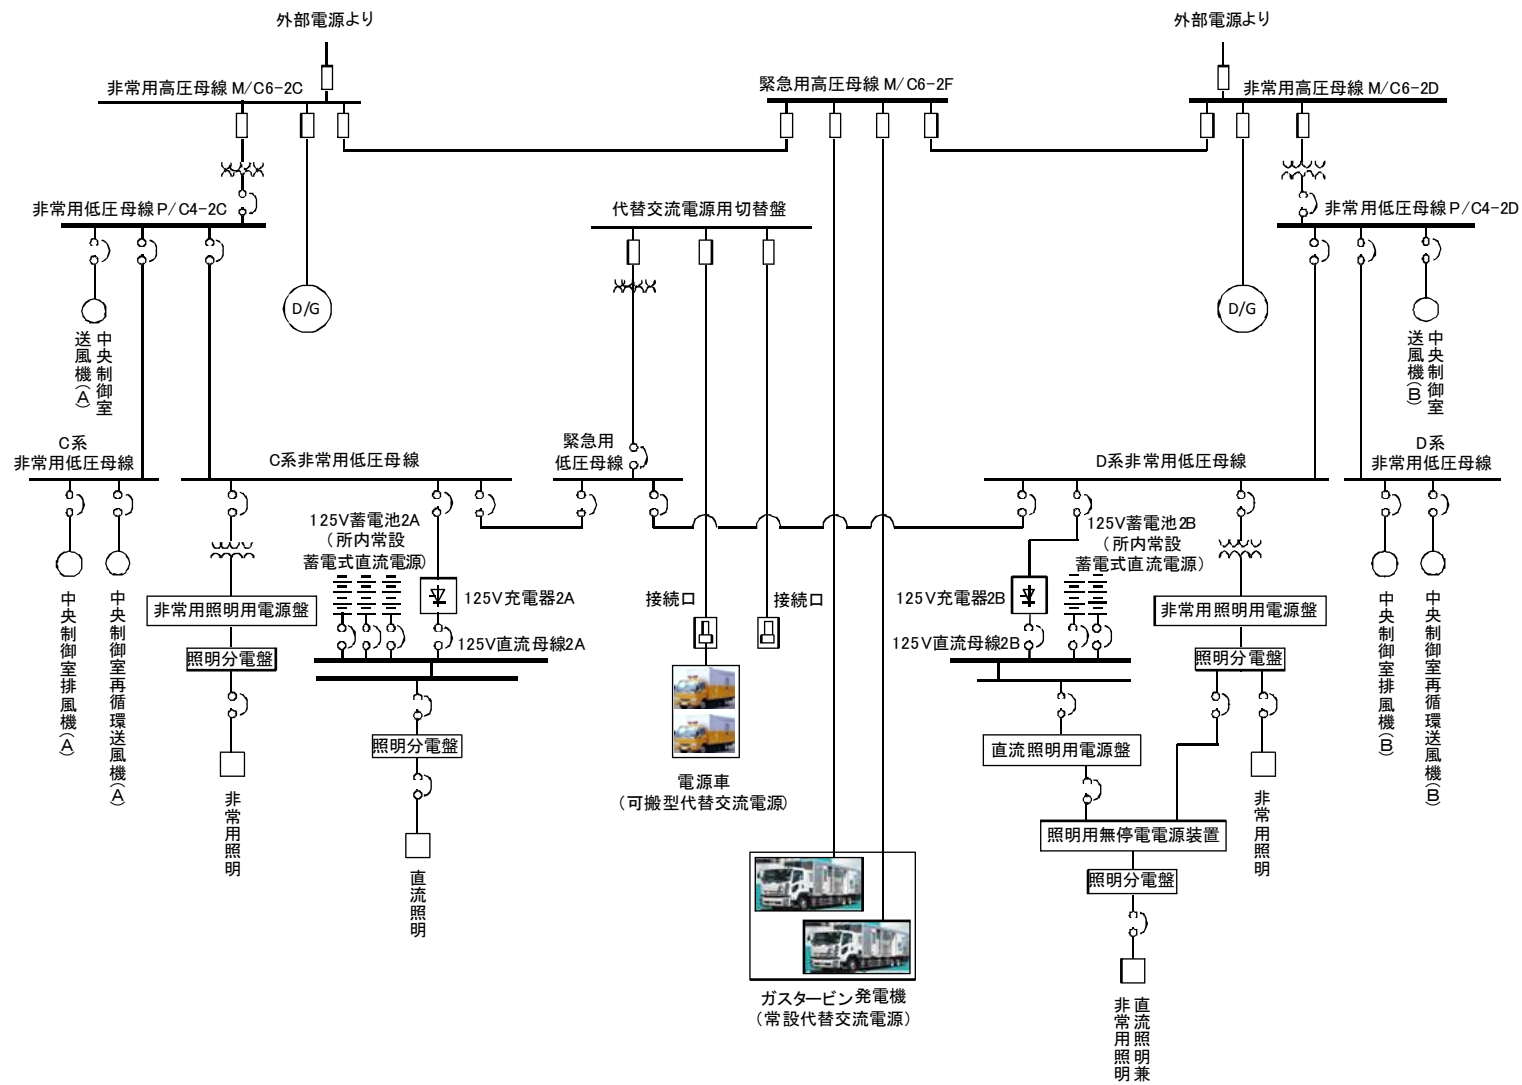 外部電源より
外部電源より
非常用高圧母線 M/C6-2C
緊急用高圧母線 M/C6-2F
非常用高圧母線 M/C6-2D
非常用低圧母線 P/C4-2C
代替交流電源用切替盤
非常用低圧母線 P/C4-2D
D/G
D/G
中央制御室
送風機(A)
中央制御室
送風機(B)
C系
非常用低圧母線
C系非常用低圧母線
緊急用
低圧母線
D系非常用低圧母線
D系
非常用低圧母線
125V蓄電池2A
(所内常設
蓄電式直流電源)
125V蓄電池2B
(所内常設
蓄電式直流電源)
125V充電器2A
125V直流母線2A
接続口
接続口
125V充電器2B
125V直流母線2B
中央制御室排風機(A)
中央制御室再循環送風機(A)
非常用照明用電源盤
照明分電盤
非常用照明用電源盤
照明分電盤
中央制御室排風機(B)
中央制御室再循環送風機(B)
照明分電盤
直流照明用電源盤
電源車
(可搬型代替交流電源)
非常用照明
直流照明
照明用無停電電源装置
照明分電盤
非常用照明
ガスタービン発電機
(常設代替交流電源)
直流照明兼
非常用照明